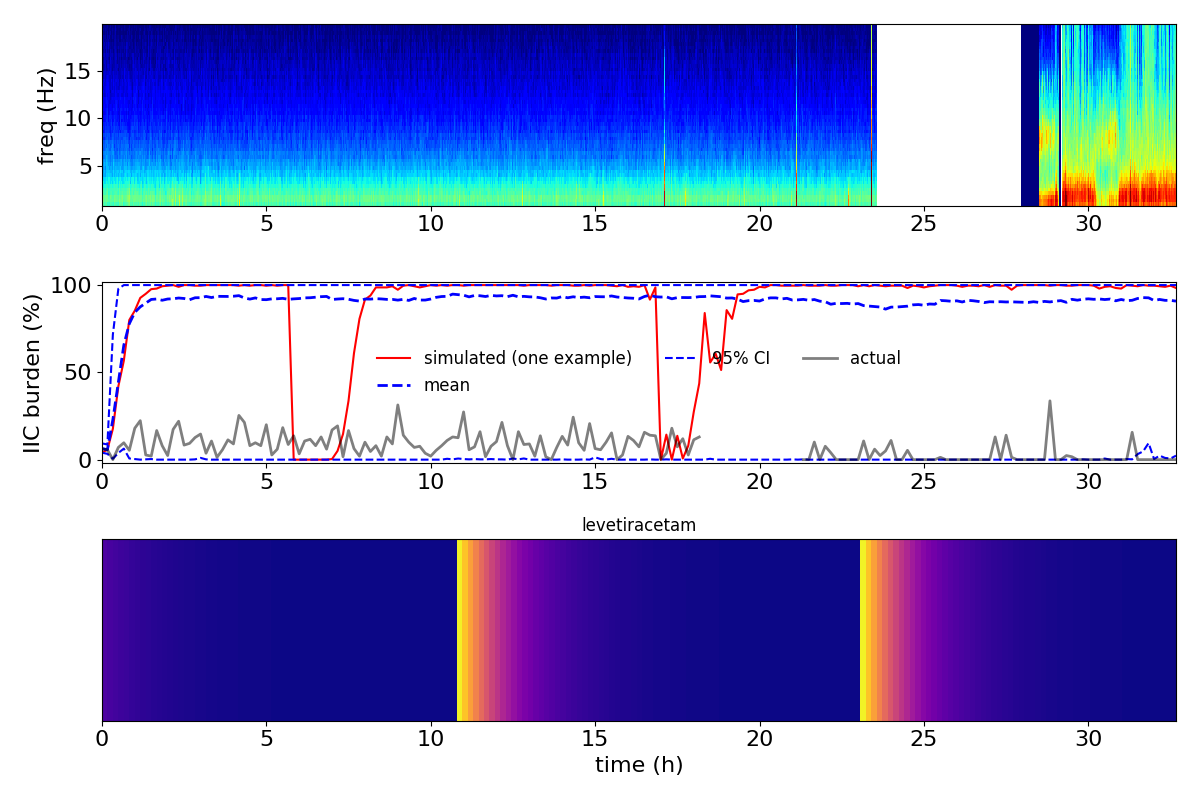 freq (Hz)
15
10
5
0 5 10 15 20 25 30
IIC burden (%)
100
50
0
simulated (one example)
mean
95% CI
actual
0 5 10 15 20 25 30
levetiracetam
0 5 10 15 20 25 30
time (h)